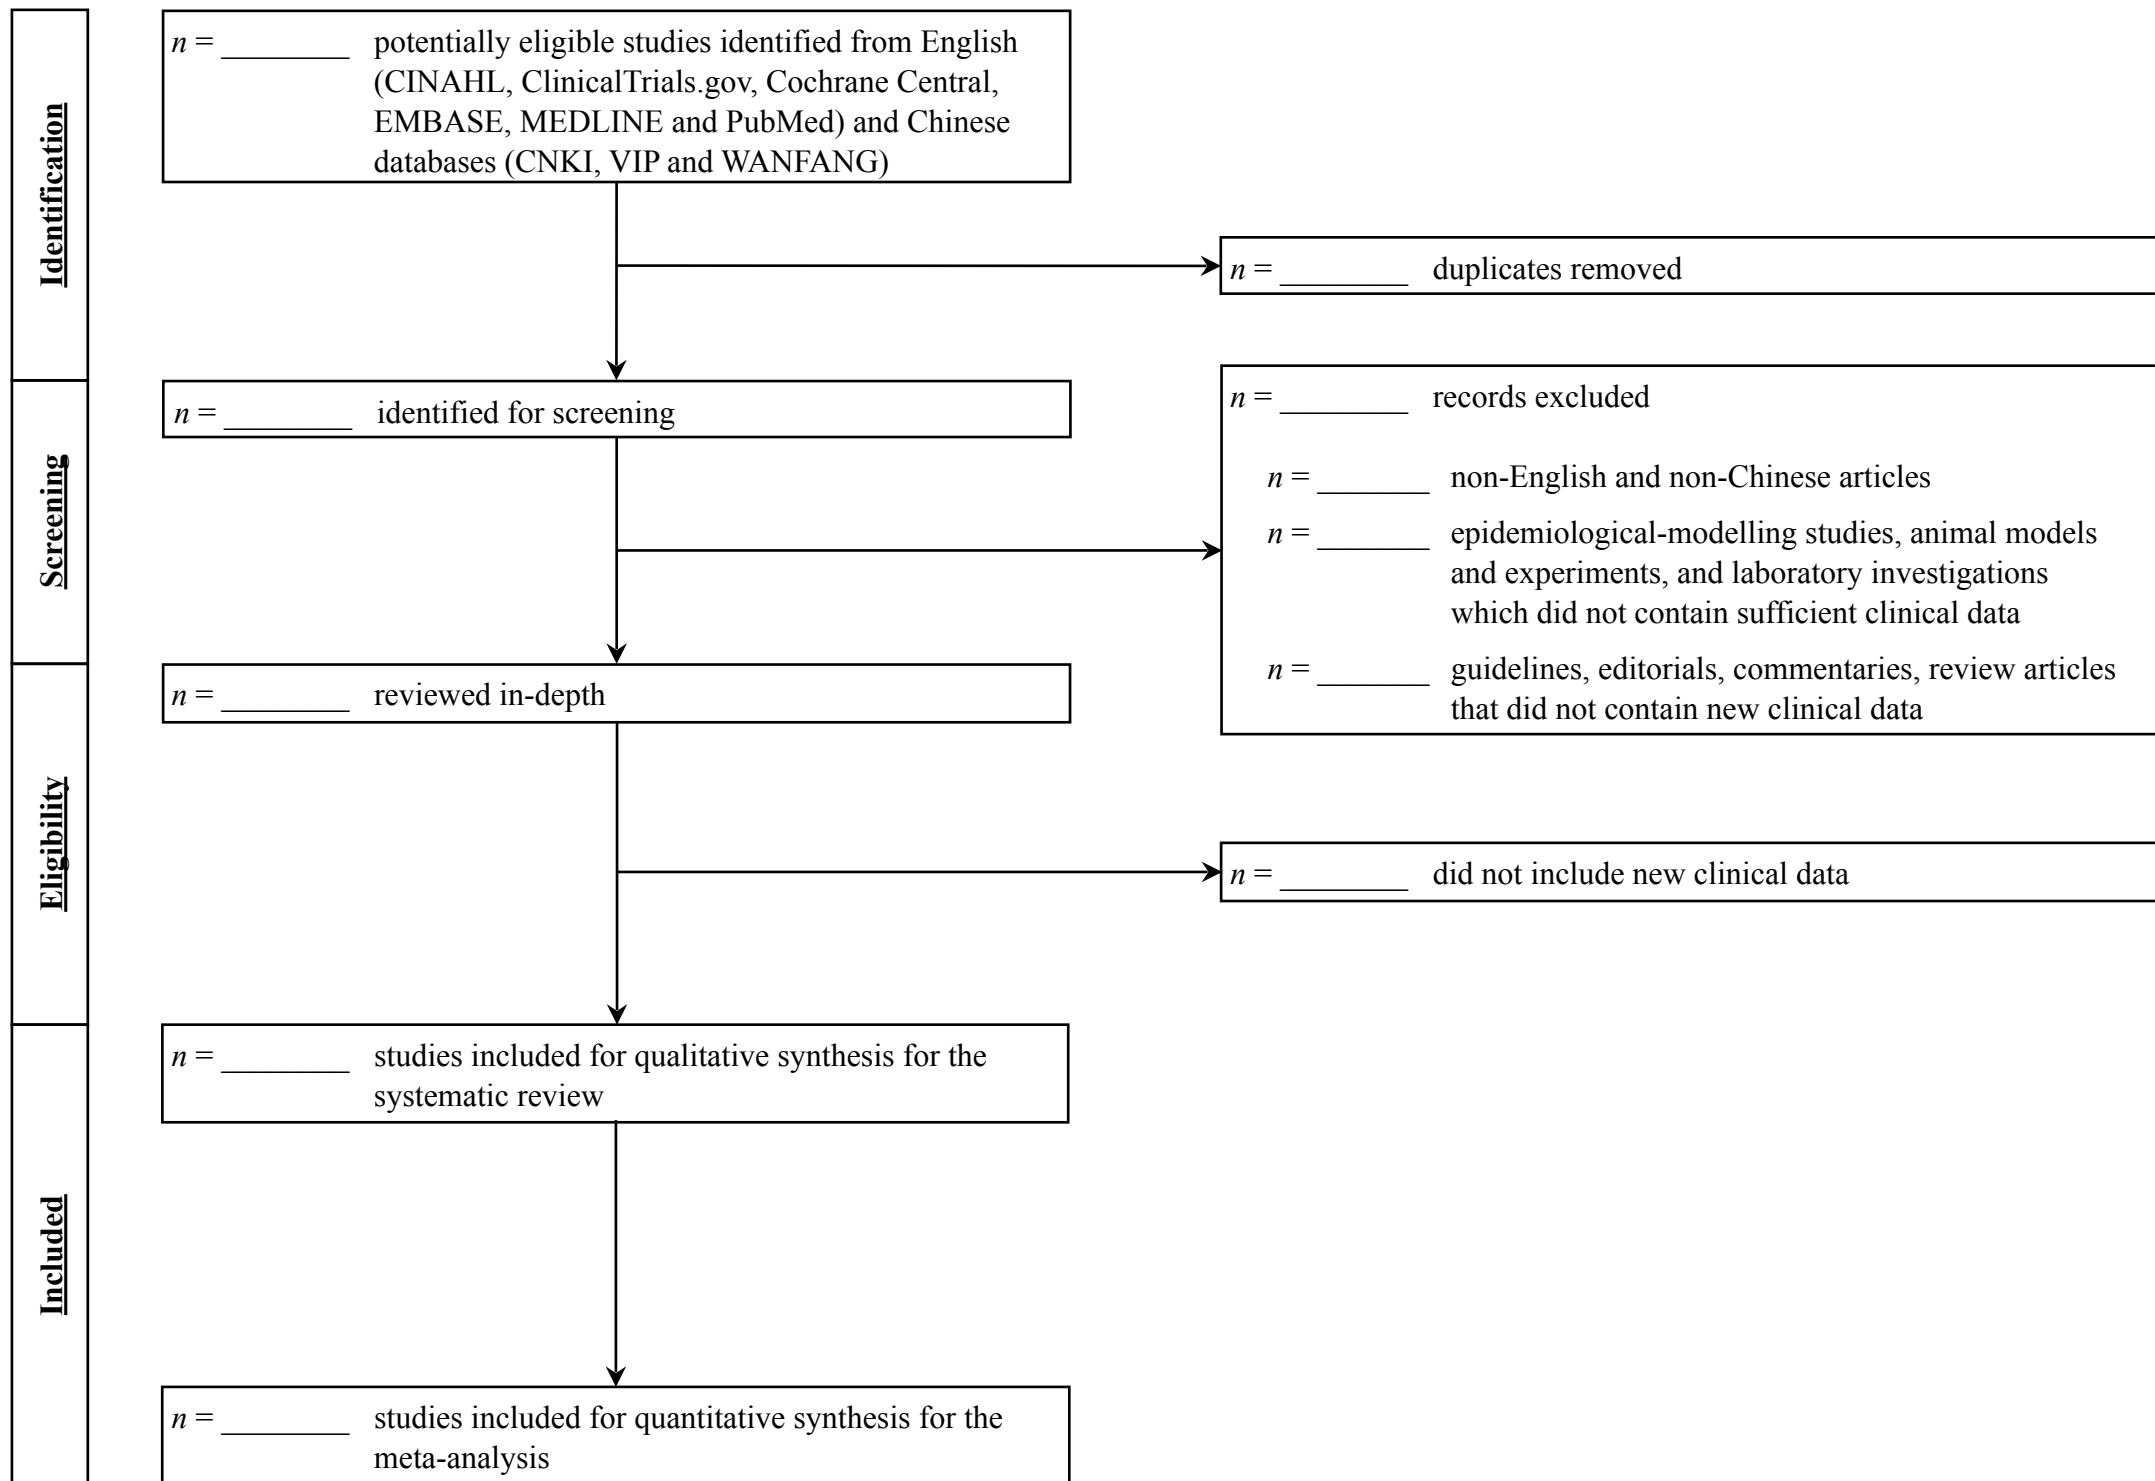 Identification
n = ________ potentially eligible studies identified from English
(CINAHL, ClinicalTrials.gov, Cochrane Central,
EMBASE, MEDLINE and PubMed) and Chinese
databases (CNKI, VIP and WANFANG)
n = ________ duplicates removed
Screening
n = ________ identified for screening
n = ________ records excluded
n = _______ non-English and non-Chinese articles
n = _______ epidemiological-modelling studies, animal models
and experiments, and laboratory investigations
which did not contain sufficient clinical data
n = _______ guidelines, editorials, commentaries, review articles
that did not contain new clinical data
Eligibility
n = ________ reviewed in-depth
n = ________ did not include new clinical data
Included
n = ________ studies included for qualitative synthesis for the
systematic review
n = ________ studies included for quantitative synthesis for the
meta-analysis